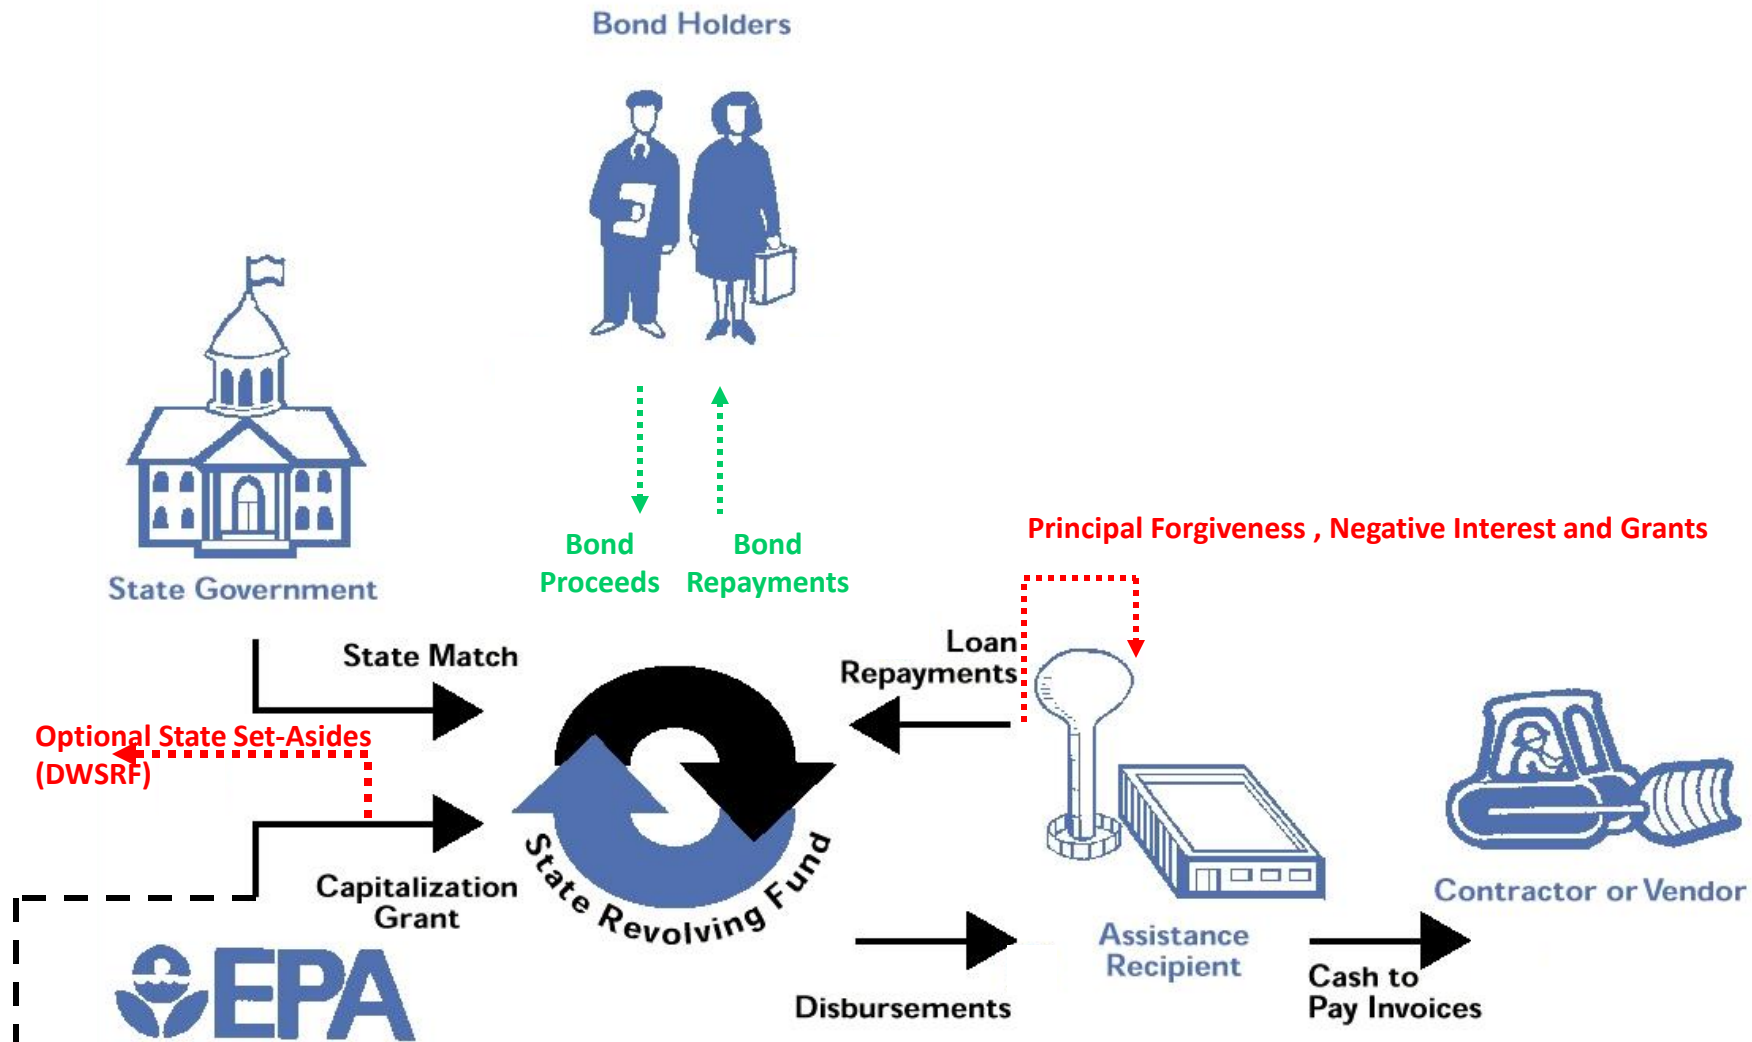 Bond Holders
State Government
Bond
Proceeds
Bond
Repayments
Principal Forgiveness , Negative Interest and Grants
State Match
Loan
Repayments
Optional State Set-Asides
(DWSRF)
Capitalization
Grant
State Revolving Fund
EPA
Disbursements
Assistance
Recipient
Cash to
Pay Invoices
Contractor or Vendor